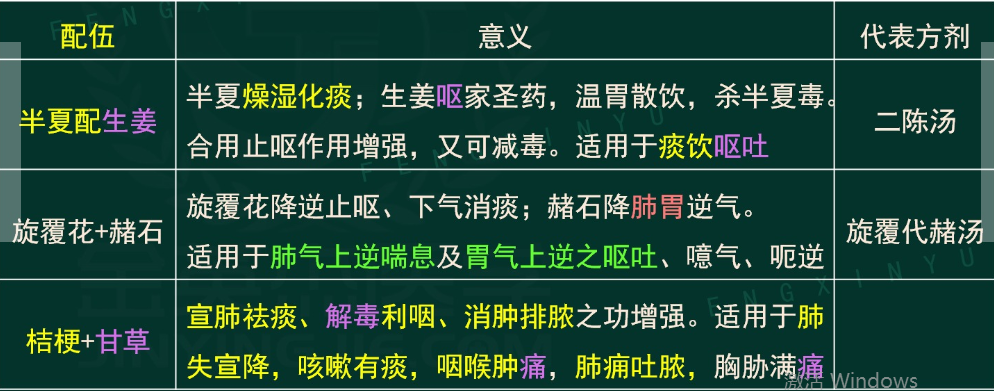 配伍 意义 代表方剂
半夏燥湿化痰；生姜呕家圣药，温胃散饮，杀半夏毒。
半夏配生姜 二陈汤
合用止呕作用增强，又可减毒。适用于痰饮呕吐
旋覆花降逆止呕、下气消痰；赭石降肺胃逆气。
旋覆花+赭石 旋覆代赭汤
适用于肺气上逆喘息及胃气上逆之呕吐、噫气、呃逆
宣肺祛痰、解毒利咽、消肿排脓之功增强。适用于肺
桔梗+甘草
失宣降，咳嗽有痰，咽喉肿痛，肺痈吐脓，胸胁满痛
激活 Windows
FENGXINYU
FENGXINYU
FENGXINYU